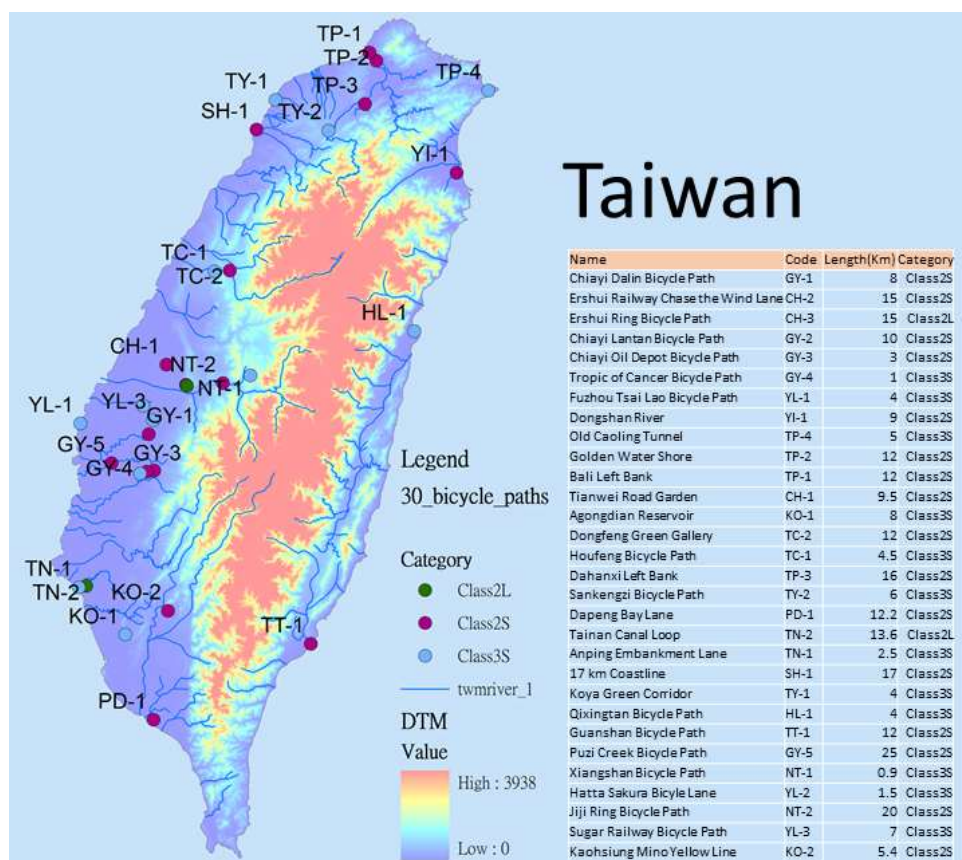 TP-1
TP-2
TP-3
TP-4
TY-1
TY-2
SH-1
YI-1
TC-1
TC-2
HL-1
CH-1
NT-2
NT-1
YL-3
YL-1
GY-1
GY-5
GY-3
GY-4
TN-1
TN-2
KO-2
KO-1
TT-1
PD-1
Legend
30_bicycle_paths
Category
Class2L
Class2S
Class3S
twmriver_1
DTM
Value
High : 3938
Low : 0
Taiwan
Name Code Length(Km) Category
Chiayi Dalin Bicycle Path GY-1 8 Class2S
Ershui Railway Chase the Wind Lane CH-2 15 Class2S
Ershui Ring Bicycle Path CH-3 15 Class2L
Chiayi Lantan Bicycle Path GY-2 10 Class2S
Chiayi Oil Depot Bicycle Path GY-3 3 Class2S
Tropic of Cancer Bicycle Path GY-4 1 Class3S
Fuzhou Tsai Lao Bicycle Path YL-1 4 Class3S
Dongshan River YI-1 9 Class2S
Old Caoling Tunnel TP-4 5 Class3S
Golden Water Shore TP-2 12 Class2S
Bali Left Bank TP-1 12 Class2S
Tianwei Road Garden CH-1 9.5 Class2S
Agongdian Reservoir KO-1 8 Class3S
Dongfeng Green Gallery TC-2 12 Class2S
Houfeng Bicycle Path TC-1 4.5 Class3S
Dahanxi Left Bank TP-3 16 Class2S
Sankengzi Bicycle Path TY-2 6 Class3S
Dapeng Bay Lane PD-1 12.2 Class2S
Tainan Canal Loop TN-2 13.6 Class2L
Anping Embankment Lane TN-1 2.5 Class3S
17 km Coastline SH-1 17 Class2S
Koya Green Corridor TY-1 4 Class3S
Qixingtan Bicycle Path HL-1 4 Class3S
Guanshan Bicycle Path TT-1 12 Class2S
Puzi Creek Bicycle Path GY-5 25 Class2S
Xiangshan Bicycle Path NT-1 0.9 Class3S
Hatta Sakura Bicyle Lane YL-2 1.5 Class3S
Jiji Ring Bicycle Path NT-2 20 Class2S
Sugar Railway Bicycle Path YL-3 7 Class3S
Kaohsiung Mino Yellow Line KO-2 5.4 Class2S